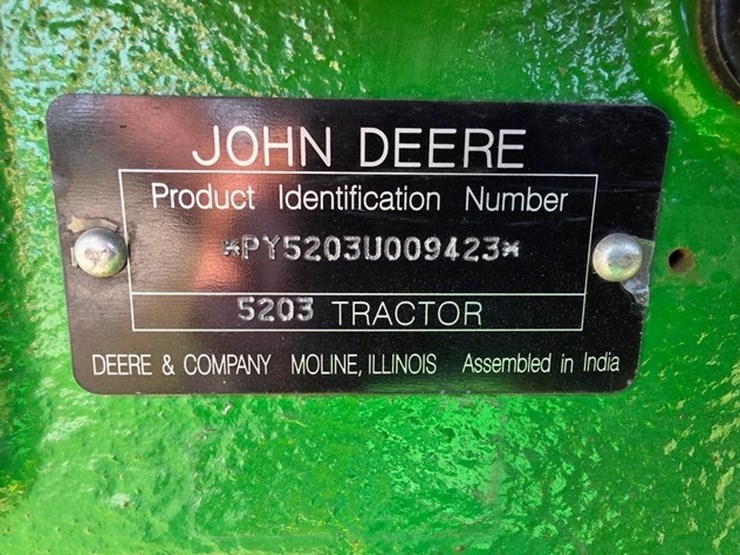 JOHN DEERE
Product Identification Number
*PY5203U009423*
5203 TRACTOR
DEERE & COMPANY MOLINE, ILLINOIS Assembled in India